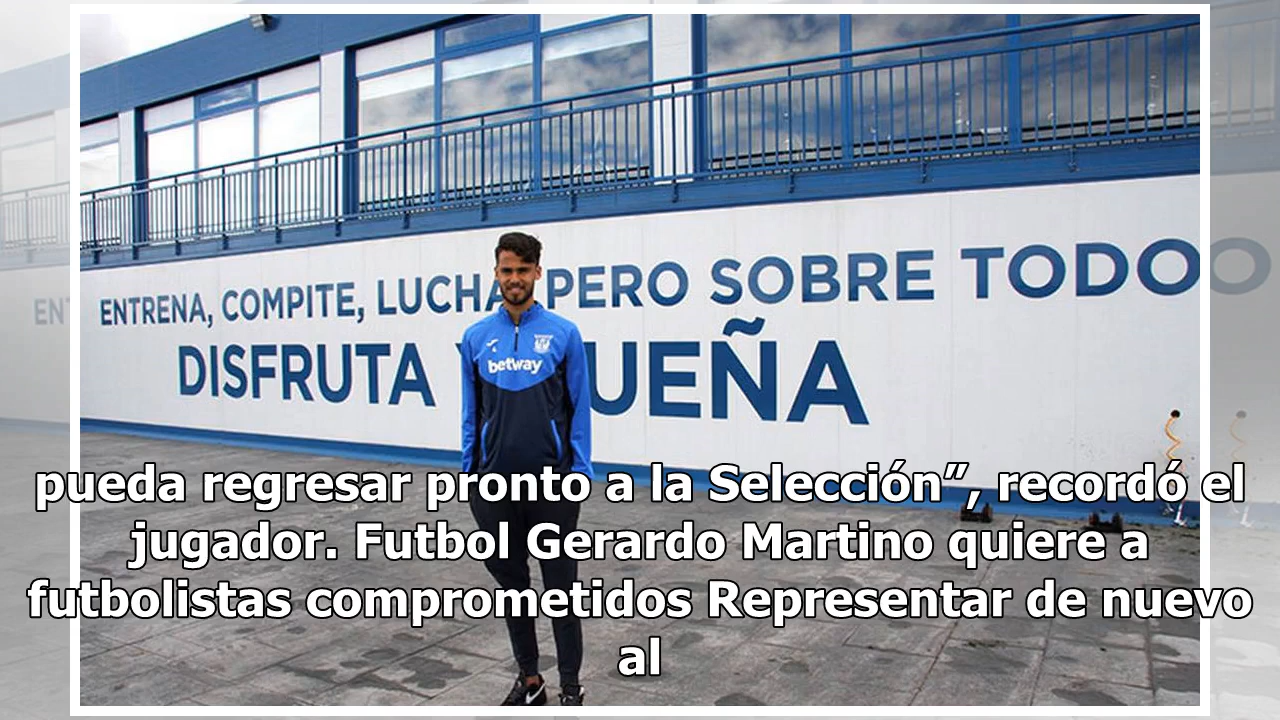 ENTRENA, COMPITE, LUCHA PERO SOBRE TODO
DISFRUTA UEÑA
betway
pueda regresar pronto a la Selección”, recordó el
jugador. Futbol Gerardo Martino quiere a
futbolistas comprometidos Representar de nuevo
al